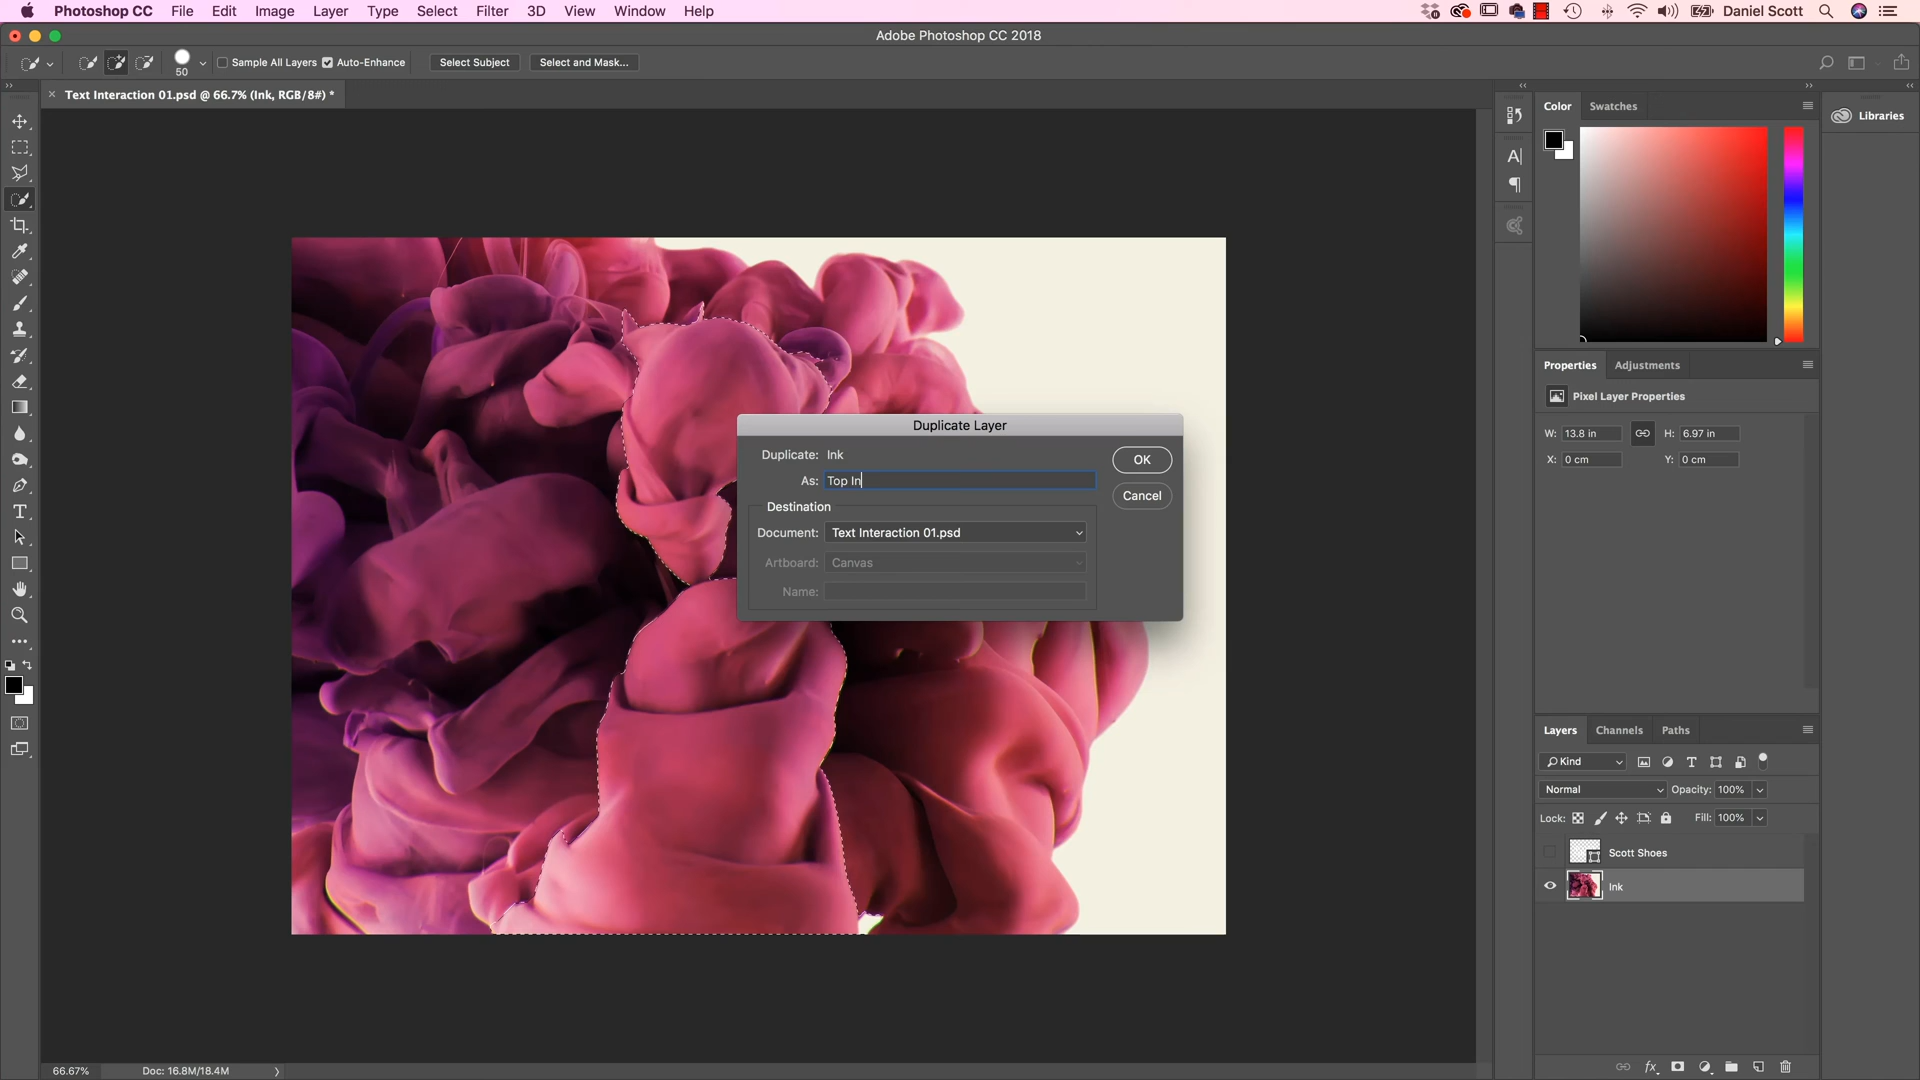 Photoshop CC File Edit Image Layer Type Select Filter 3D View Window Help Daniel Scott
Adobe Photoshop CC 2018
50 Sample All Layers Auto-Enhance Select Subject Select and Mask...
Text Interaction 01.psd @ 66.7% (Ink, RGB/8#) *
Color Swatches
Libraries
Properties Adjustments
Pixel Layer Properties
W: 13.8 in H: 6.97 in
X: 0 cm Y: 0 cm
Duplicate Layer
Duplicate: Ink
OK
As: Top In
Cancel
Destination
Document: Text Interaction 01.psd
Artboard: Canvas
Name:
Layers Channels Paths
Kind
Normal Opacity: 100%
Lock: Fill: 100%
Scott Shoes
Ink
66.67% Doc: 16.8M/18.4M